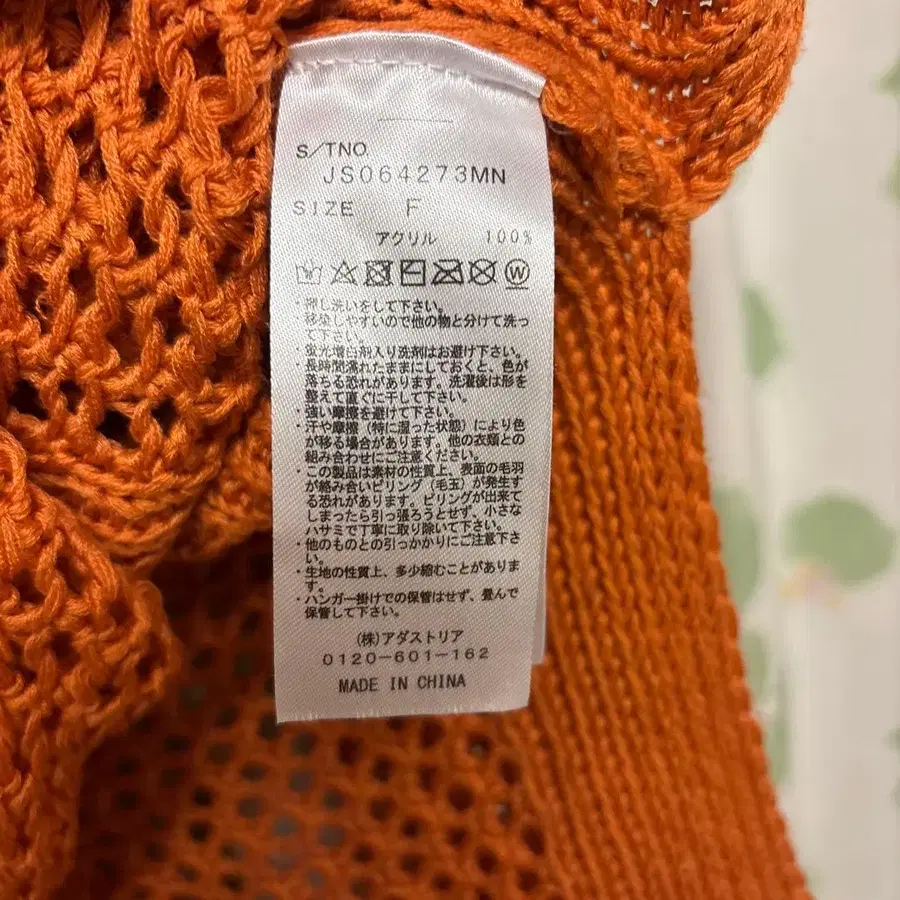 S/TNO
JS064273MN
SIZE F
アクリル 100%
・押し洗いをして下さい。
移染しやすいので他の物と分けて洗っ
て下さい。
蛍光増白剤入り洗剤はお避け下さい。
・長時間濡れたままにしておくと、色が
落ちる恐れがあります。洗濯後は形を
整えて直ぐに干して下さい。
・強い摩擦を避けて下さい。
・汗や摩擦（特に湿った状態）により色
が移る場合があります。他の衣類との
組み合わせにご注意ください。
・この製品は素材の性質上、表面の毛羽
が絡み合いピリング（毛玉）が発生す
る恐れがあります。ピリングが出来て
しまったら引っ張ろうとせず、小さな
ハサミで丁寧に取り除いて下さい。
・他のものとの引っかかりにご注意下さ
い。
・生地の性質上、多少縮むことがありま
す。
・ハンガー掛けでの保管はせず、畳んで
保管して下さい。
(株)アダストリア
0120-601-162
MADE IN CHINA